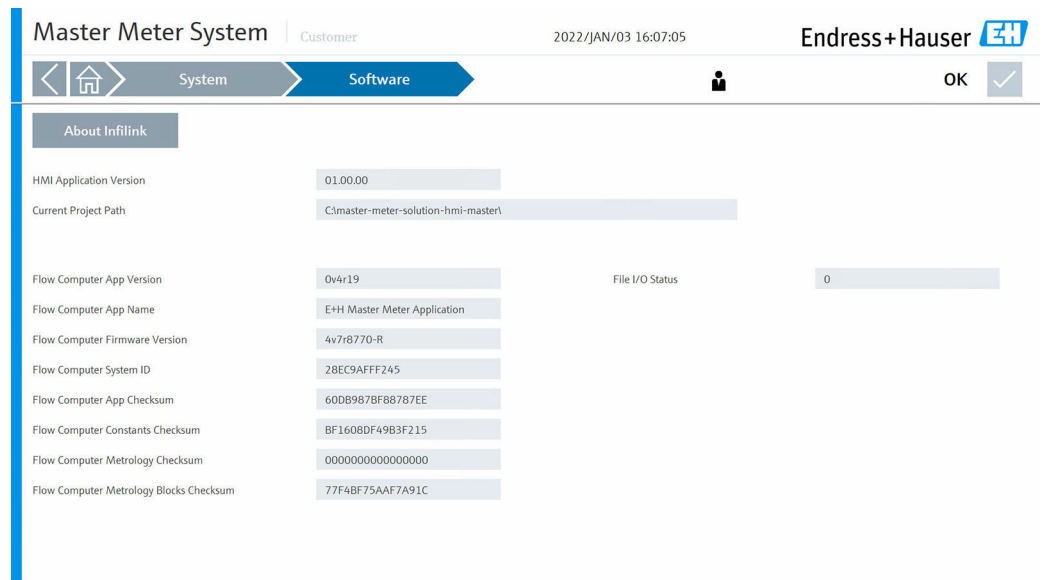 Master Meter System
Customer
2022/JAN/03 16:07:05
Endress+Hauser EH
System
Software
OK
About Infilink
HMI Application Version 01.00.00
Current Project Path C:\master-meter-solution-hmi-master\
Flow Computer App Version 0v4r19 File I/O Status 0
Flow Computer App Name E+H Master Meter Application
Flow Computer Firmware Version 4v7r8770-R
Flow Computer System ID 28EC9AFFF245
Flow Computer App Checksum 60DB987BF88787EE
Flow Computer Constants Checksum BF1608DF49B3F215
Flow Computer Metrology Checksum 0000000000000000
Flow Computer Metrology Blocks Checksum 77F4BF75AAF7A91C